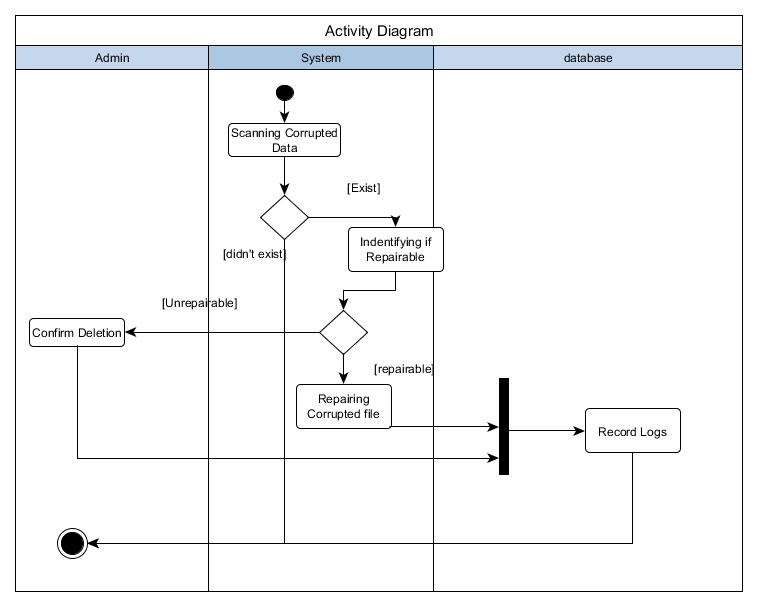 Activity Diagram
Admin
System
database
Scanning Corrupted
Data
[Exist]
Indentifying if
Repairable
[didn't exist]
[Unrepairable]
Confirm Deletion
[repairable]
Repairing
Corrupted file
Record Logs